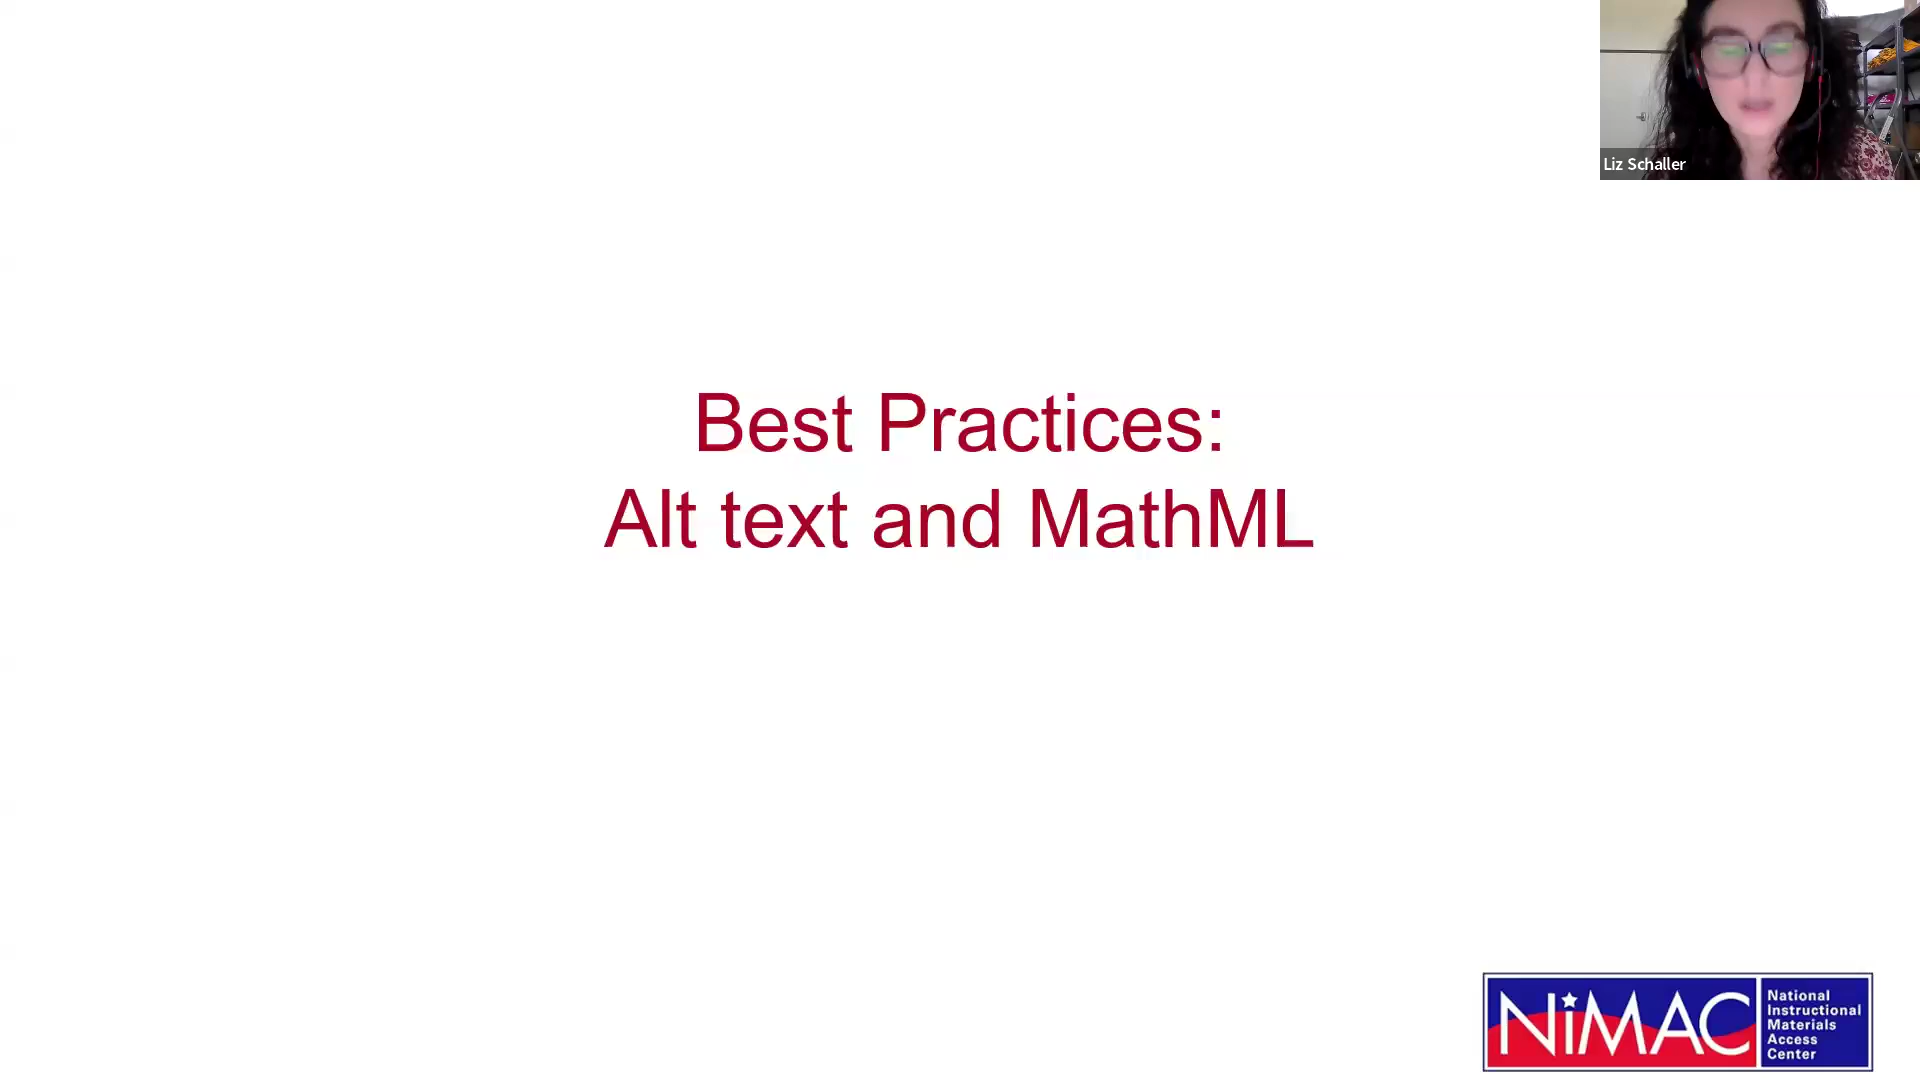 Liz Schaller
Best Practices:
Alt text and MathML
NiMAC
National
Instructional
Materials
Access
Center